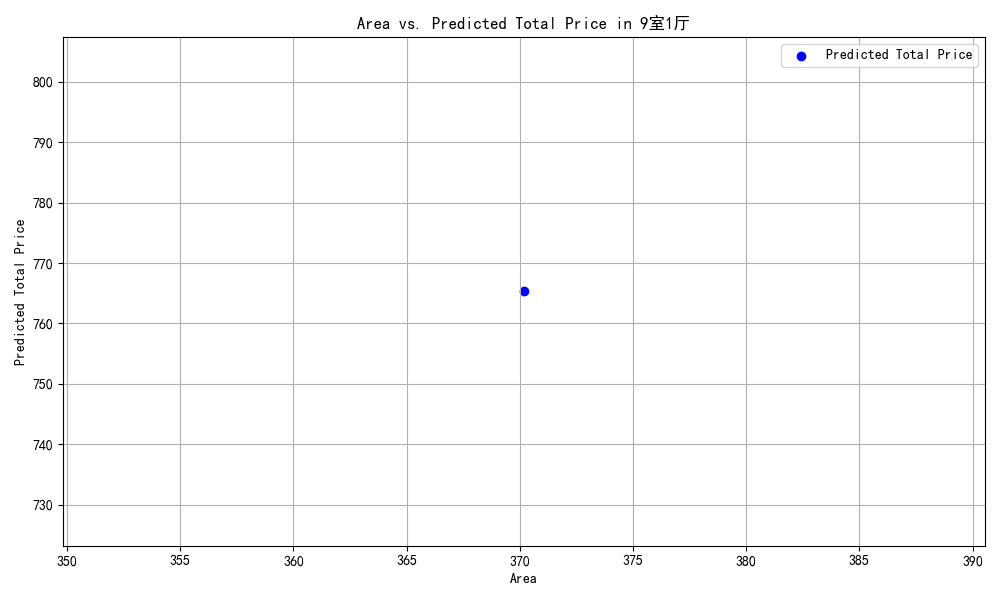 Area vs. Predicted Total Price in 9室1厅
Predicted Total Price
Predicted Total Price
800
790
780
770
760
750
740
730
350 355 360 365 370 375 380 385 390
Area